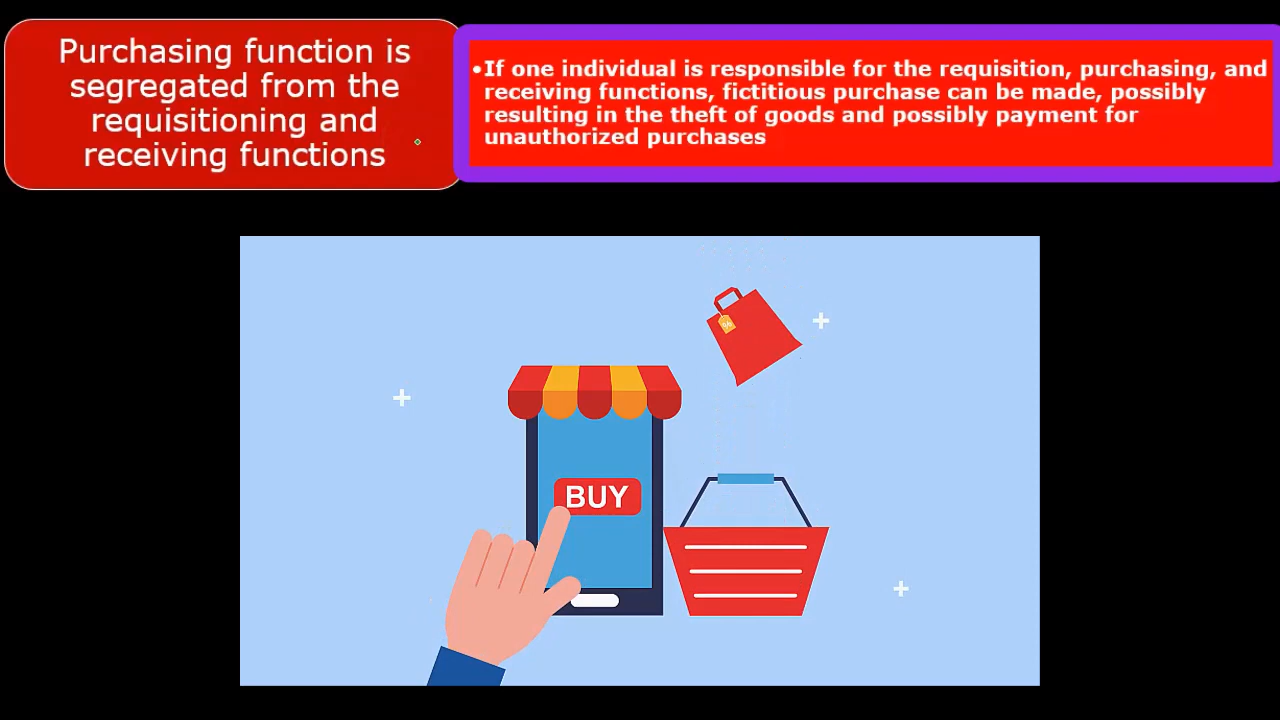 Purchasing function is
segregated from the
requisitioning and
receiving functions
•If one individual is responsible for the requisition, purchasing, and
receiving functions, fictitious purchase can be made, possibly
resulting in the theft of goods and possibly payment for
unauthorized purchases
BUY